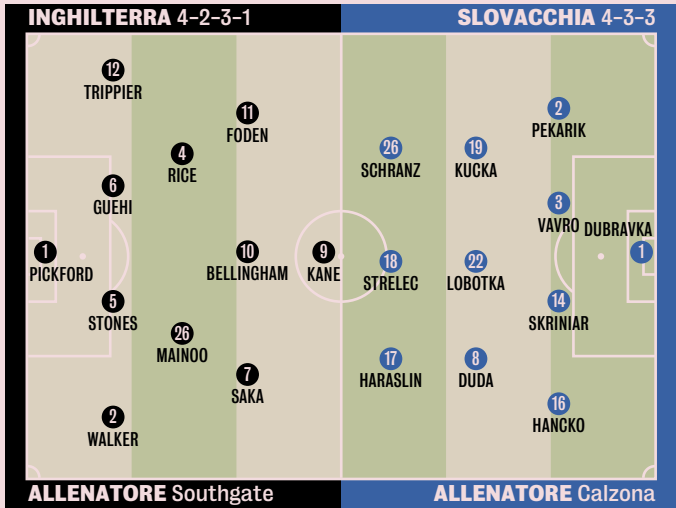 INGHILTERRA 4-2-3-1
SLOVACCHIA 4-3-3
12
TRIPPIER
11
FODEN
4
RICE
6
GUEHI
1
PICKFORD
10
BELLINGHAM
9
KANE
5
STONES
26
MAINOO
7
SAKA
2
WALKER
26
SCHRANZ
19
KUCKA
2
PEKARIK
3
VAVRO
DUBRAVKA
1
18
STRELEC
22
LOBOTKA
14
SKRINIAR
17
HARASLIN
8
DUDA
16
HANCKO
ALLENATORE Southgate
ALLENATORE Calzona